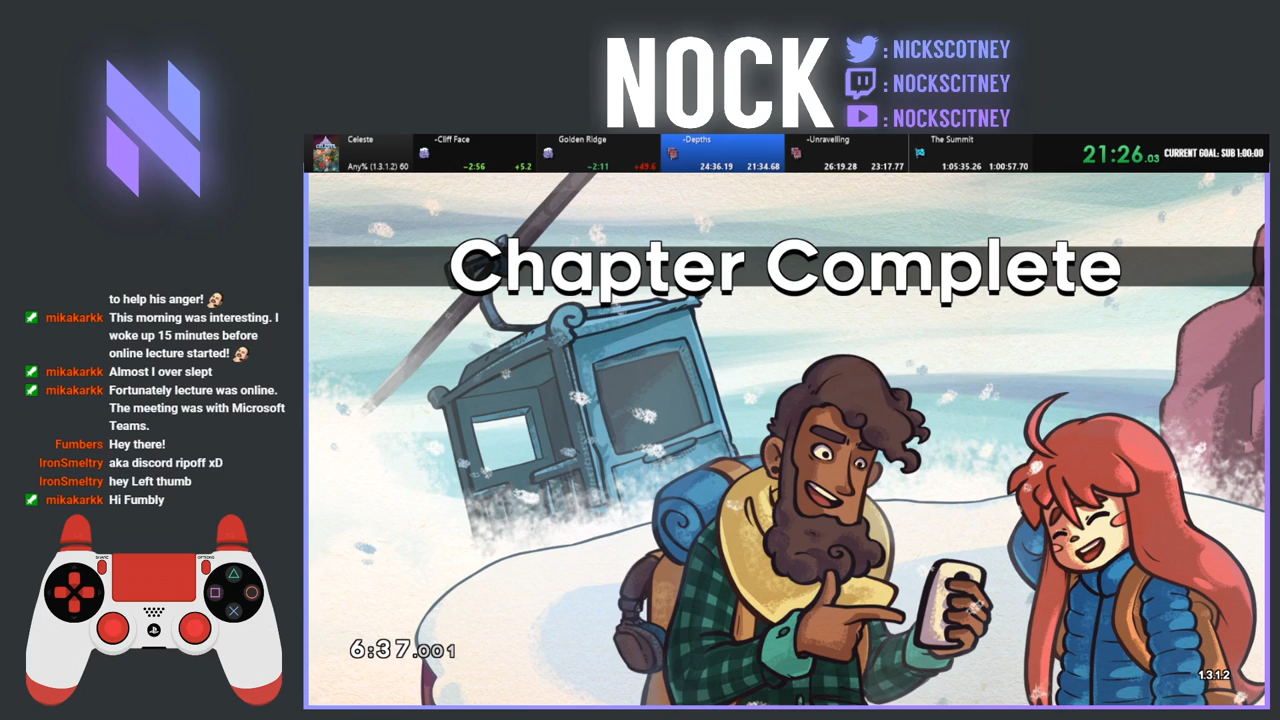 NOCK
: NICKSCOTNEY
: NOCKSCITNEY
: NOCKSCITNEY
Celeste
Any% (1.3.1.2) 60
-Cliff Face
−2:56 +5.2
Golden Ridge
−2:11 +49.6
-Depths
24:36.19 21:34.68
-Unravelling
26:19.28 23:17.77
The Summit
1:05:35.26 1:00:57.70
21:26.03
CURRENT GOAL: SUB 1:00:00
Chapter Complete
6:37.001
1.3.1.2
to help his anger!
mikakarkk This morning was interesting. I
woke up 15 minutes before
online lecture started!
mikakarkk Almost I over slept
mikakarkk Fortunately lecture was online.
The meeting was with Microsoft
Teams.
Fumbers Hey there!
IronSmeltry aka discord ripoff xD
IronSmeltry hey Left thumb
mikakarkk Hi Fumbly
SHARE
OPTIONS